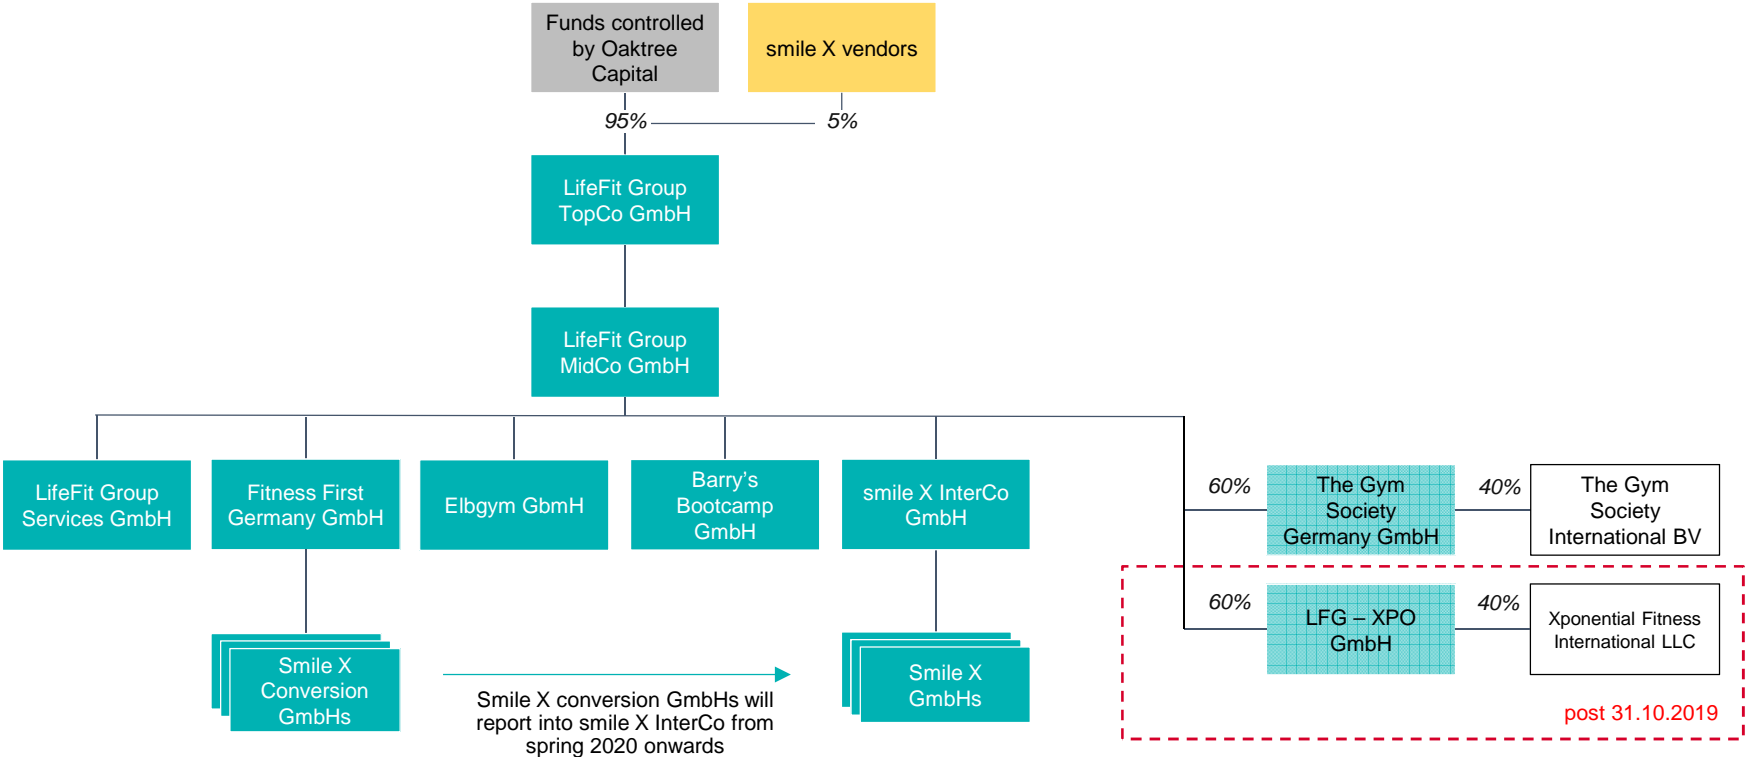 Funds controlled
by Oaktree
Capital
smile X vendors
95%
5%
LifeFit Group
TopCo GmbH
LifeFit Group
MidCo GmbH
LifeFit Group
Services GmbH
Fitness First
Germany GmbH
Elbgym GbmH
Barry’s
Bootcamp
GmbH
smile X InterCo
GmbH
60%
The Gym
Society
Germany GmbH
40%
The Gym
Society
International BV
60%
LFG – XPO
GmbH
40%
Xponential Fitness
International LLC
post 31.10.2019
Smile X
Conversion
GmbHs
Smile X conversion GmbHs will
report into smile X InterCo from
spring 2020 onwards
Smile X
GmbHs